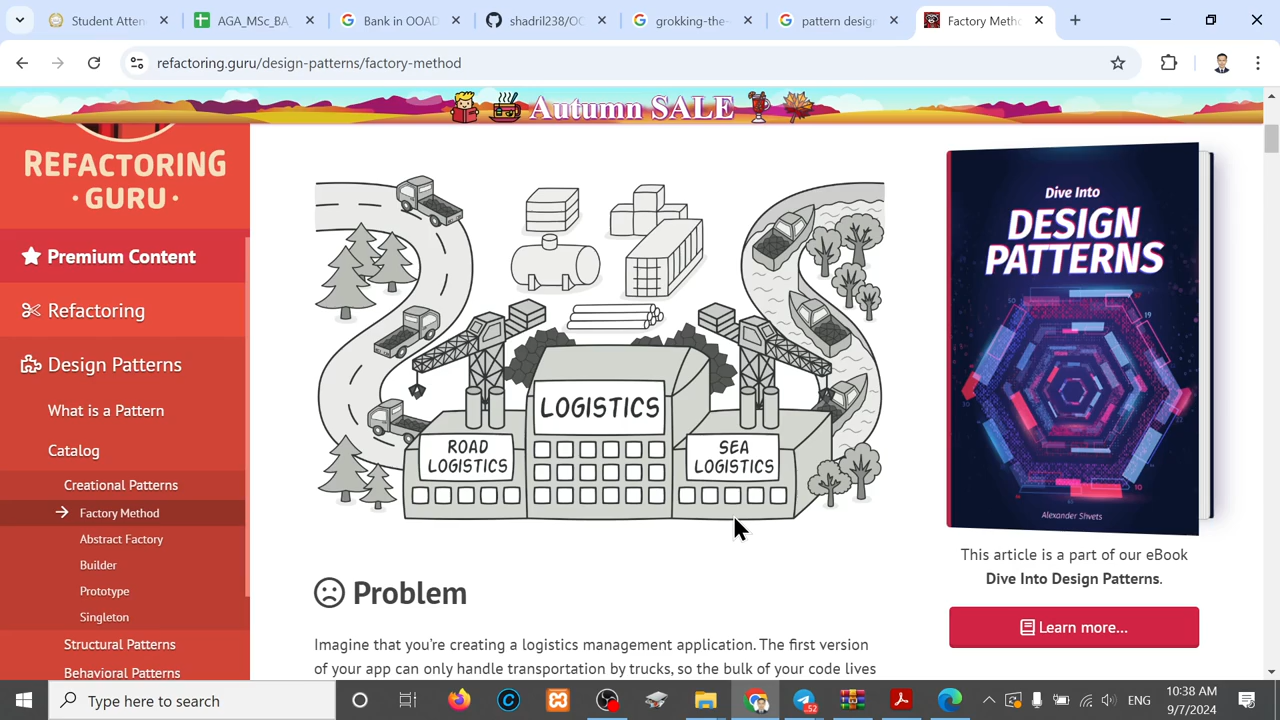 Student Atten
AGA_MSc_BA_
Bank in OOAD
shadril238/OC
grokking-the-
pattern desig
Factory Metho
refactoring.guru/design-patterns/factory-method
Autumn SALE
REFACTORING
· GURU ·
Premium Content
Refactoring
Design Patterns
What is a Pattern
Catalog
Creational Patterns
Factory Method
Abstract Factory
Builder
Prototype
Singleton
Structural Patterns
Behavioral Patterns
LOGISTICS
ROAD
LOGISTICS
SEA
LOGISTICS
Problem
Imagine that you're creating a logistics management application. The first version
of your app can only handle transportation by trucks, so the bulk of your code lives
Dive Into
DESIGN
PATTERNS
Alexander Shvets
This article is a part of our eBook
Dive Into Design Patterns.
Learn more...
Type here to search
.52
ENG
10:38 AM
9/7/2024